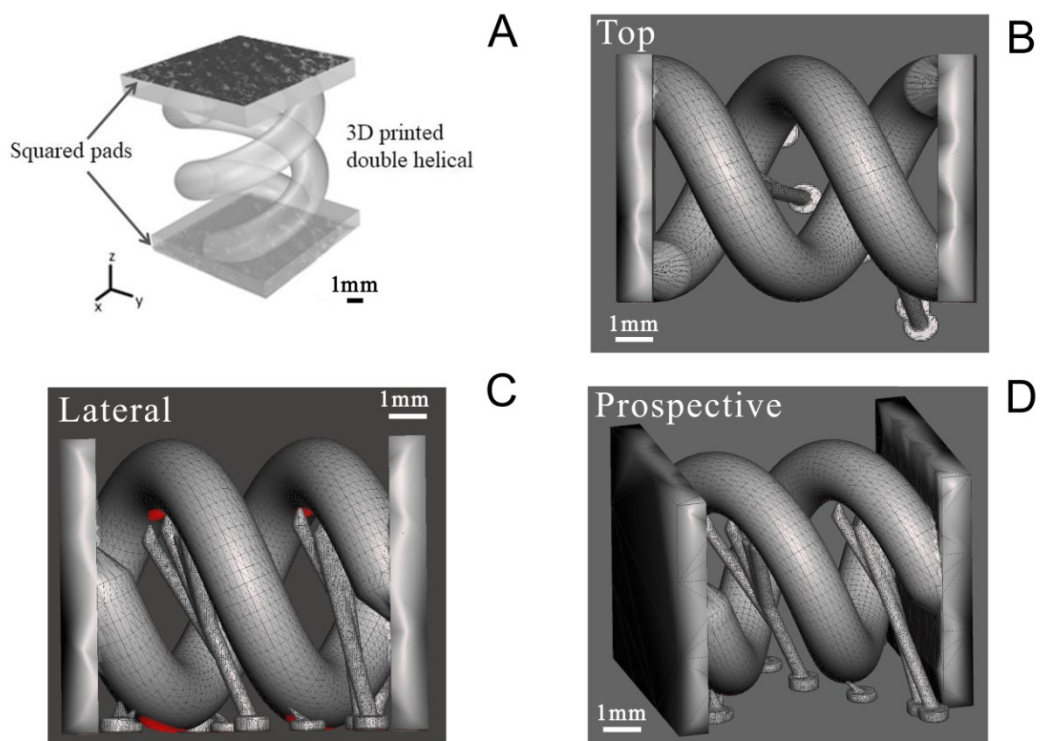 A
Squared pads
3D printed
double helical
z
x
y
1mm
Top
B
1mm
Lateral
1mm
C
Prospective
D
1mm